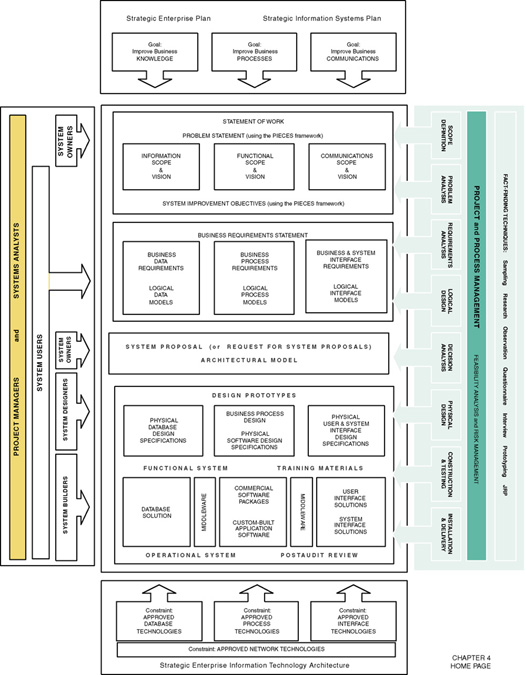 Strategic Enterprise Plan
Strategic Information Systems Plan
Goal:
Improve Business
KNOWLEDGE
Goal:
Improve Business
PROCESSES
Goal:
Improve Business
COMMUNICATIONS
PROJECT MANAGERS and SYSTEMS ANALYSTS
SYSTEM USERS
SYSTEM
OWNERS
SYSTEM
OWNERS
SYSTEM DESIGNERS
SYSTEM BUILDERS
STATEMENT OF WORK
PROBLEM STATEMENT (using the PIECES framework)
INFORMATION
SCOPE
&
VISION
FUNCTIONAL
SCOPE
&
VISION
COMMUNICATIONS
SCOPE
&
VISION
SYSTEM IMPROVEMENT OBJECTIVES (using the PIECES framework)
BUSINESS REQUIREMENTS STATEMENT
BUSINESS
DATA
REQUIREMENTS
LOGICAL
DATA
MODELS
BUSINESS
PROCESS
REQUIREMENTS
LOGICAL
PROCESS
MODELS
BUSINESS & SYSTEM
INTERFACE
REQUIREMENTS
LOGICAL
INTERFACE
MODELS
SYSTEM PROPOSAL (or REQUEST FOR SYSTEM PROPOSALS)
ARCHITECTURAL MODEL
DESIGN PROTOTYPES
PHYSICAL
DATABASE
DESIGN
SPECIFICATIONS
BUSINESS PROCESS
DESIGN
PHYSICAL
SOFTWARE DESIGN
SPECIFICATIONS
PHYSICAL
USER & SYSTEM
INTERFACE
DESIGN
SPECIFICATIONS
FUNCTIONAL SYSTEM
TRAINING MATERIALS
DATABASE
SOLUTION
MIDDLEWARE
COMMERCIAL
SOFTWARE
PACKAGES
CUSTOM-BUILT
APPLICATION
SOFTWARE
MIDDLEWARE
USER
INTERFACE
SOLUTIONS
SYSTEM
INTERFACE
SOLUTIONS
OPERATIONAL SYSTEM
POSTAUDIT REVIEW
SCOPE
DEFINITION
PROBLEM
ANALYSIS
REQUIREMENTS
ANALYSIS
LOGICAL
DESIGN
DECISION
ANALYSIS
PHYSICAL
DESIGN
CONSTRUCTION
& TESTING
INSTALLATION
& DELIVERY
PROJECT and PROCESS MANAGEMENT
FEASIBILITY ANALYSIS and RISK MANAGEMENT
FACT-FINDING TECHNIQUES Sampling Research Observation Questionnaire Interview Prototyping JRP
Constraint:
APPROVED
DATABASE
TECHNOLOGIES
Constraint:
APPROVED
PROCESS
TECHNOLOGIES
Constraint:
APPROVED
INTERFACE
TECHNOLOGIES
Constraint: APPROVED NETWORK TECHNOLOGIES
Strategic Enterprise Information Technology Architecture
CHAPTER 4
HOME PAGE